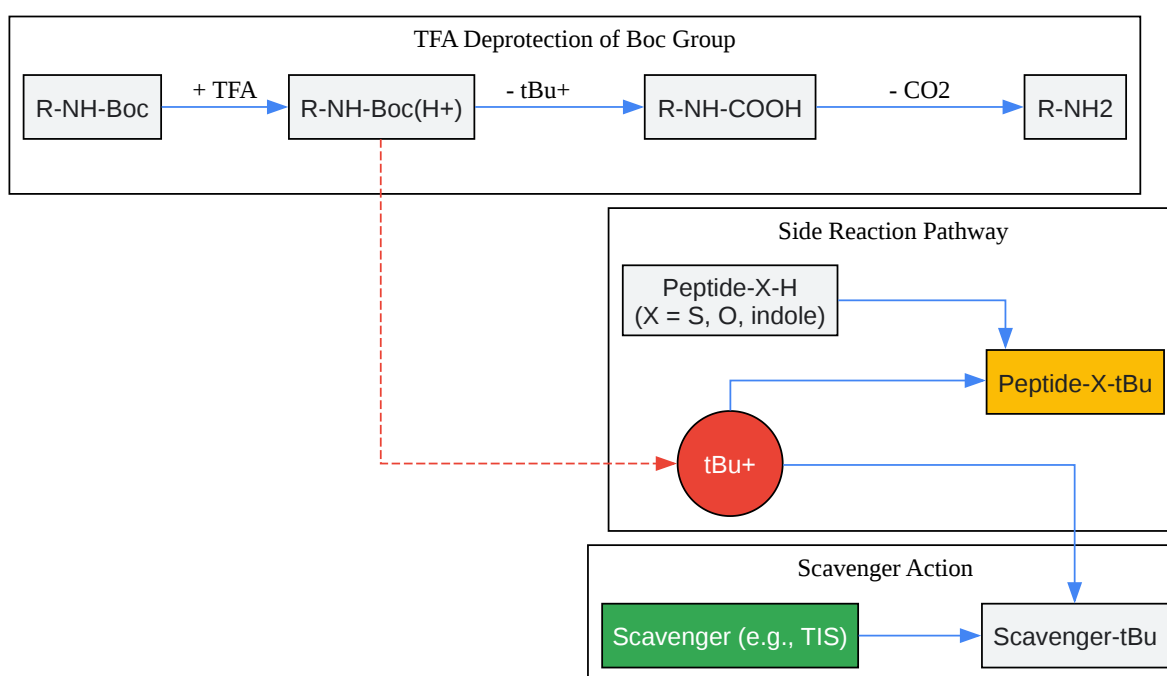 TFA Deprotection of Boc Group
+ TFA
- tBu+
- CO2
R-NH-Boc
R-NH-Boc(H+)
R-NH-COOH
R-NH2
Side Reaction Pathway
Peptide-X-H
(X = S, O, indole)
Peptide-X-tBu
tBu+
Scavenger Action
Scavenger (e.g., TIS)
Scavenger-tBu